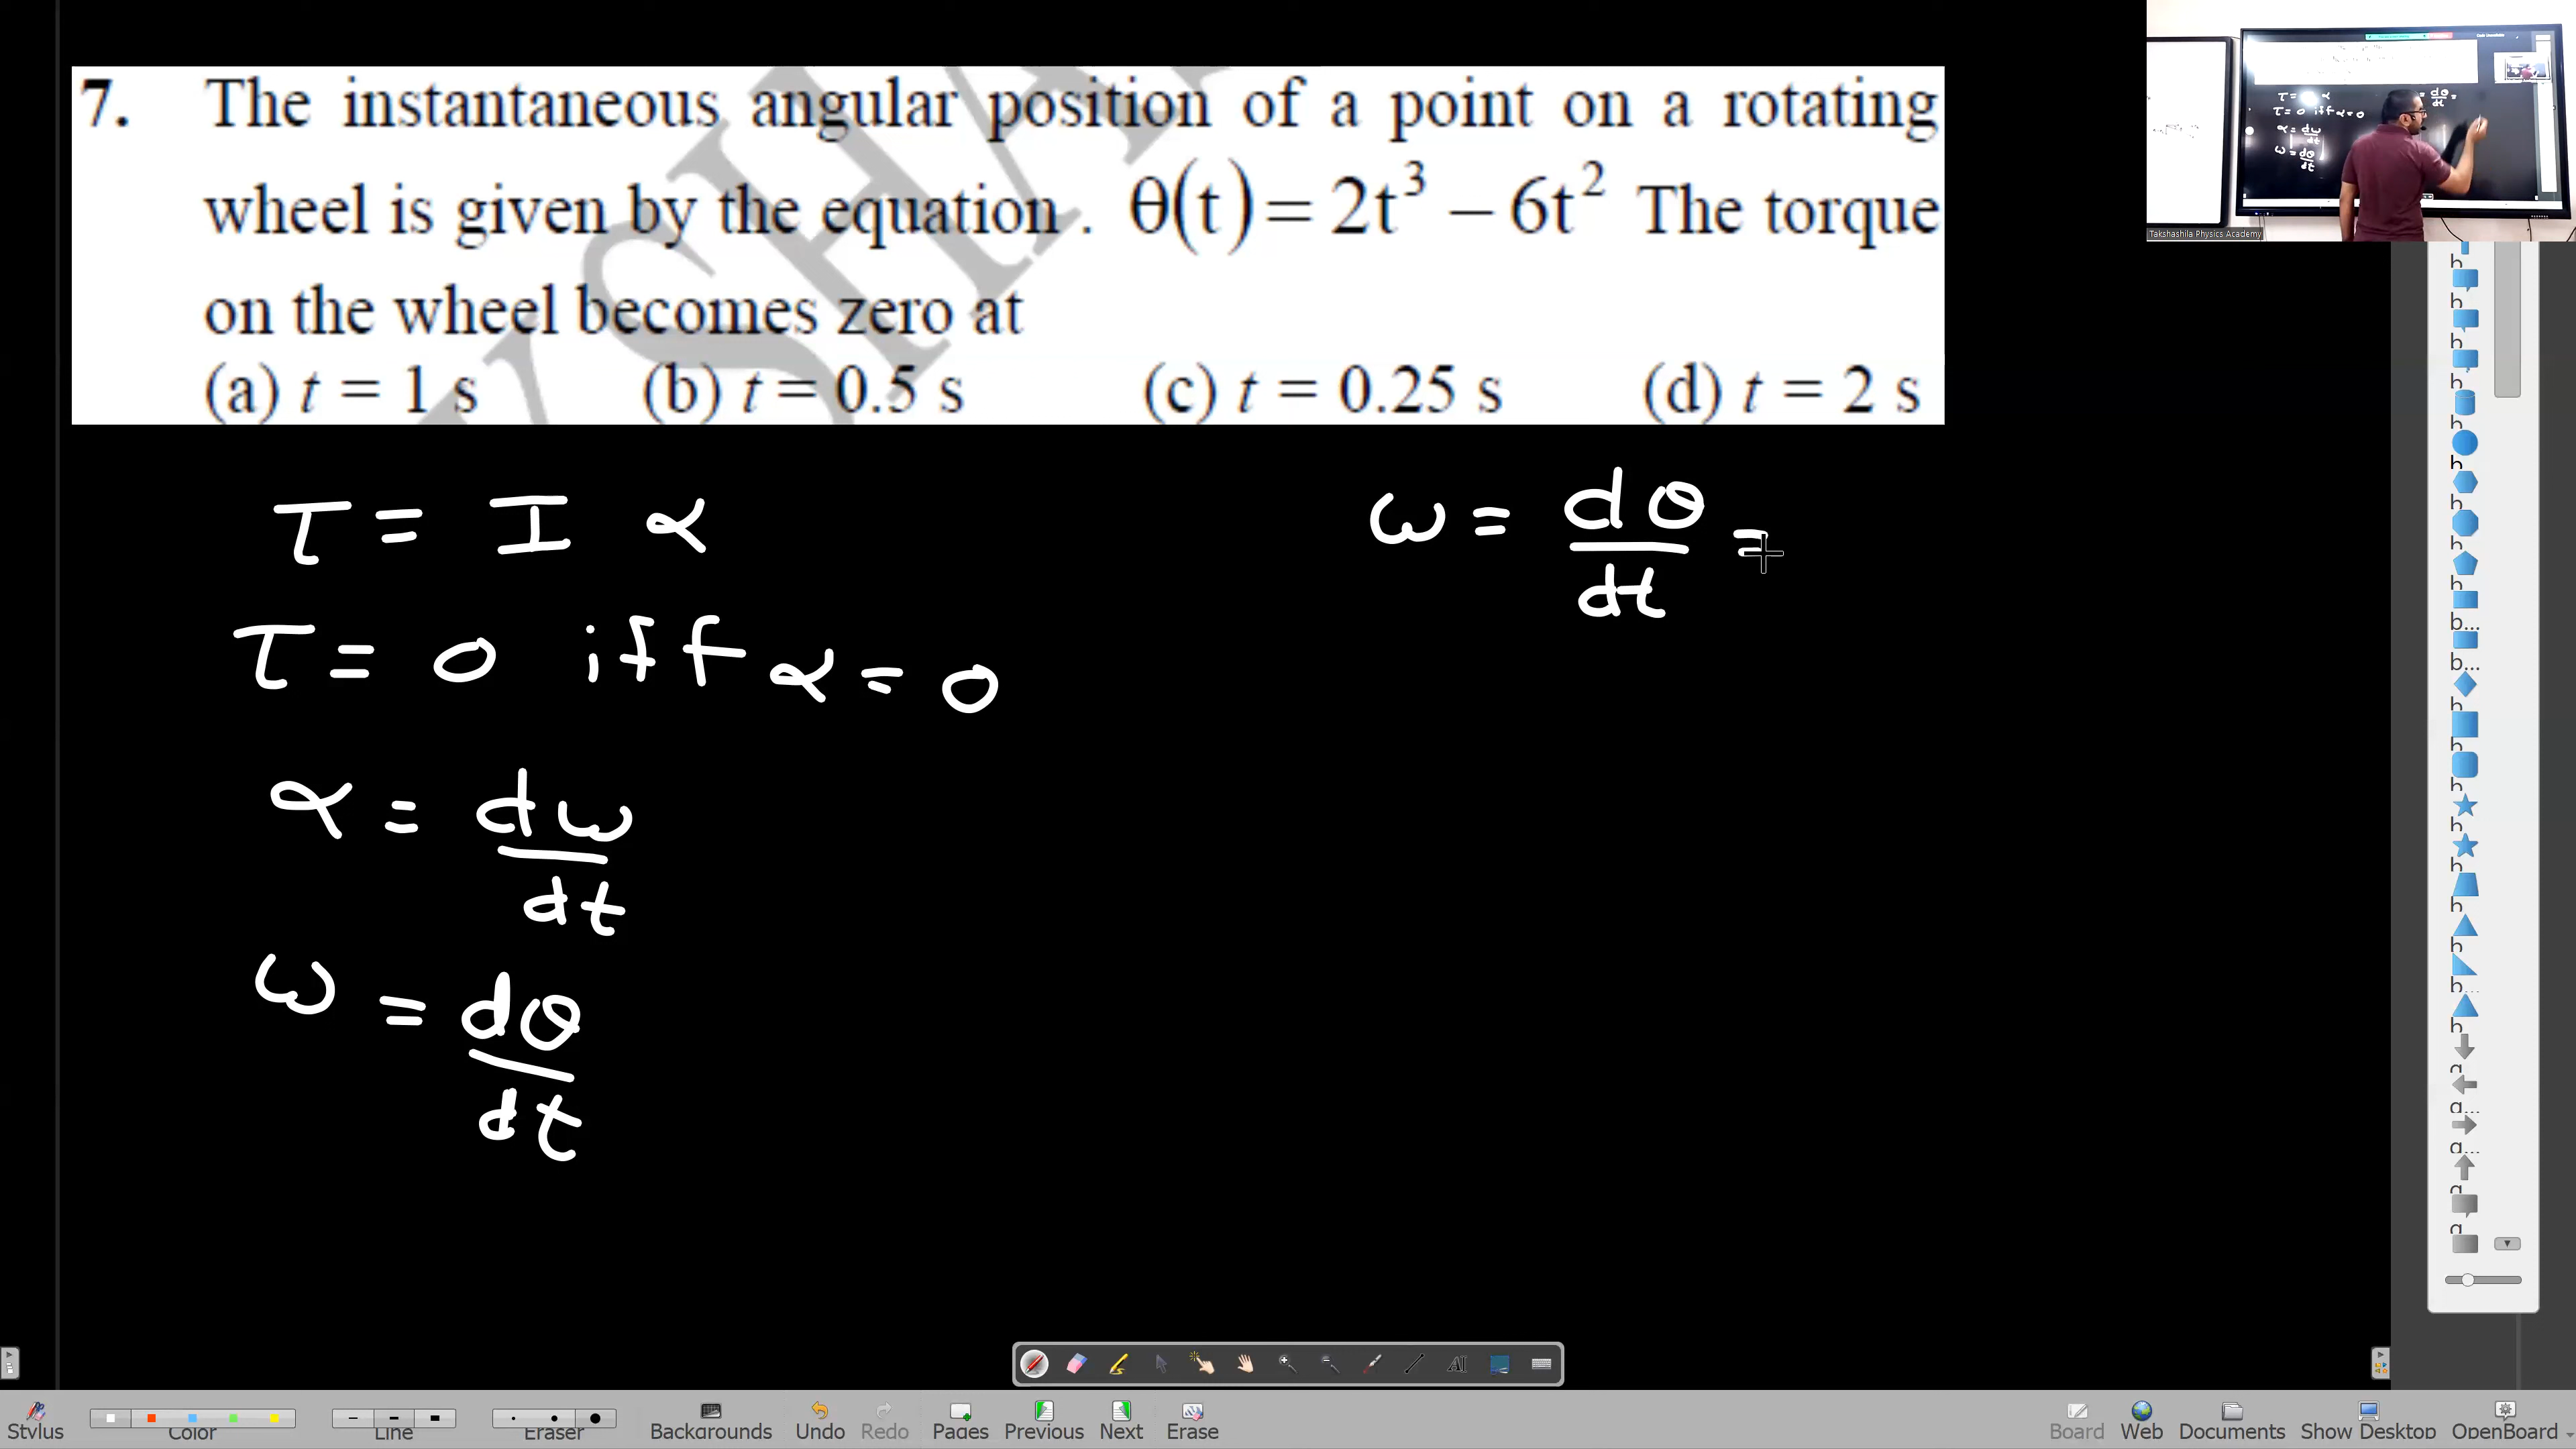 7. The instantaneous angular position of a point on a rotating
wheel is given by the equation . θ(t) = 2t³ – 6t² The torque
on the wheel becomes zero at
(a) t = 1 s (b) t = 0.5 s (c) t = 0.25 s (d) t = 2 s
τ = I α
τ = 0 iff α = 0
α = dω/dt
ω = dθ/dt
ω = dθ/dt =
Takshashila Physics Academy
b
b
b
b
b
b
b
b
b
b...
b...
b
b
b
b
b
b
b
b...
b
a
a...
a...
a
a
Stylus Color Line Eraser Backgrounds Undo Redo Pages Previous Next Erase Board Web Documents Show Desktop OpenBoard